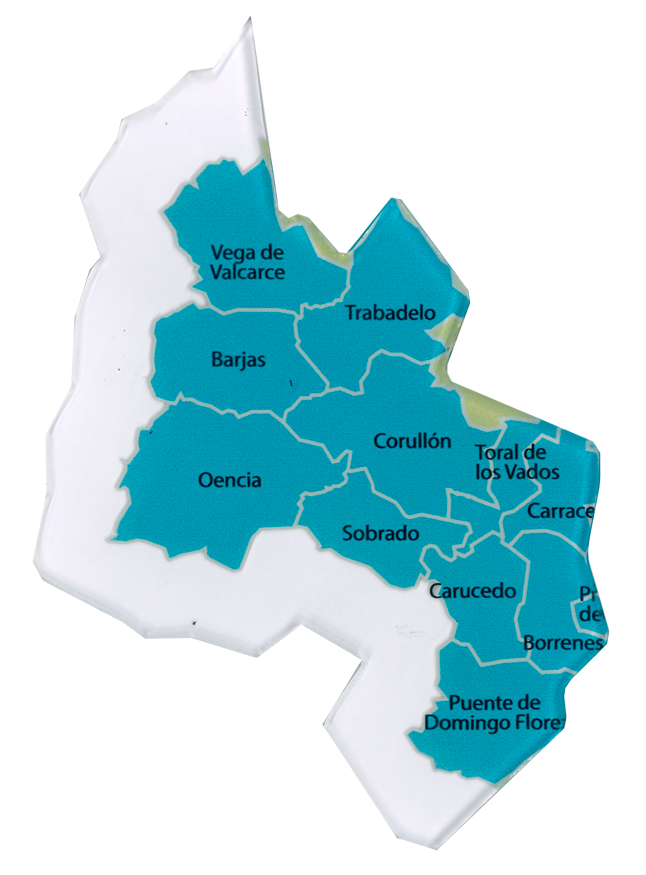 Vega de
Valcarce
Trabadelo
Barjas
Corullón
Toral de
los Vados
Oencia
Carrace
Sobrado
Carucedo
Pr
de
Borrenes
Puente de
Domingo Flore